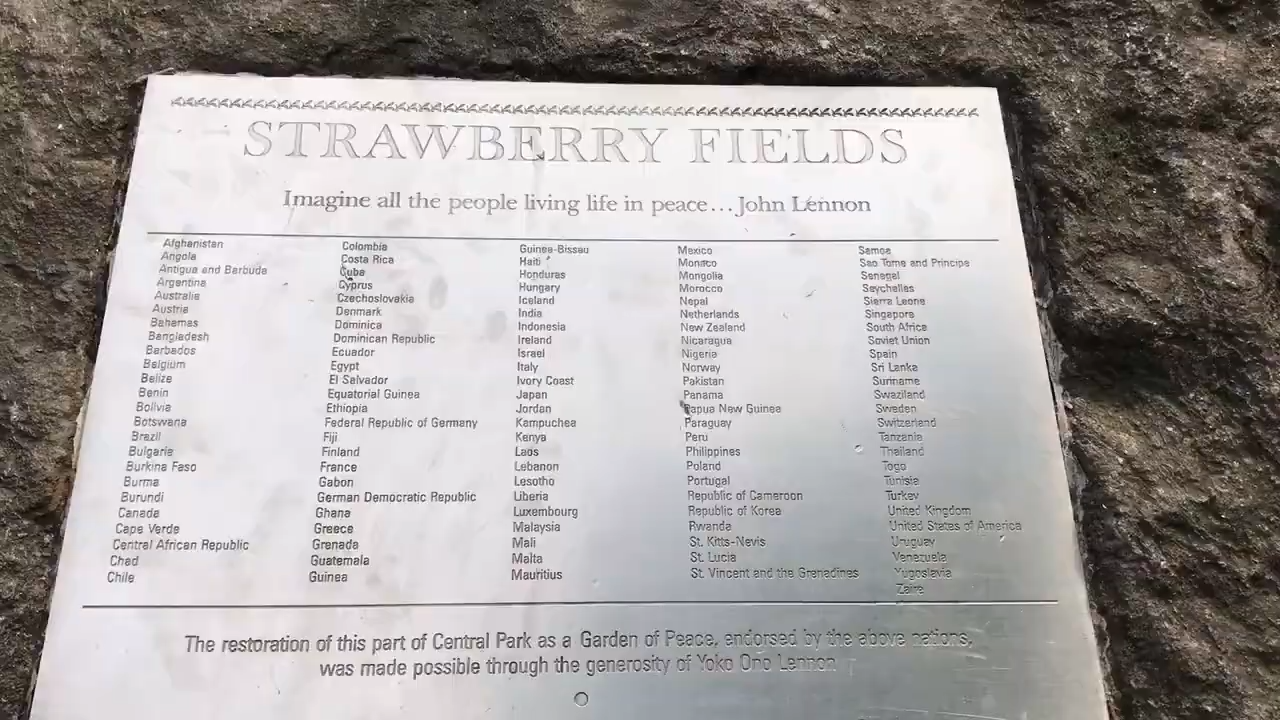 STRAWBERRY FIELDS
Imagine all the people living life in peace...John Lennon
Afghanistan
Angola
Antigua and Barbuda
Argentina
Australia
Austria
Bahamas
Bangladesh
Barbados
Belgium
Belize
Benin
Bolivia
Botswana
Brazil
Bulgaria
Burkina Faso
Burma
Burundi
Canada
Cape Verde
Central African Republic
Chad
Chile
Colombia
Costa Rica
Cuba
Cyprus
Czechoslovakia
Denmark
Dominica
Dominican Republic
Ecuador
Egypt
El Salvador
Equatorial Guinea
Ethiopia
Federal Republic of Germany
Fiji
Finland
France
Gabon
German Democratic Republic
Ghana
Greece
Grenada
Guatemala
Guinea
Guinea-Bissau
Haiti
Honduras
Hungary
Iceland
India
Indonesia
Ireland
Israel
Italy
Ivory Coast
Japan
Jordan
Kampuchea
Kenya
Laos
Lebanon
Lesotho
Liberia
Luxembourg
Malaysia
Mali
Malta
Mauritius
Mexico
Monaco
Mongolia
Morocco
Nepal
Netherlands
New Zealand
Nicaragua
Nigeria
Norway
Pakistan
Panama
Papua New Guinea
Paraguay
Peru
Philippines
Poland
Portugal
Republic of Cameroon
Republic of Korea
Rwanda
St. Kitts-Nevis
St. Lucia
St. Vincent and the Grenadines
Samoa
Sao Tome and Principe
Senegal
Seychelles
Sierra Leone
Singapore
South Africa
Soviet Union
Spain
Sri Lanka
Suriname
Swaziland
Sweden
Switzerland
Tanzania
Thailand
Togo
Tunisia
Turkey
United Kingdom
United States of America
Uruguay
Venezuela
Yugoslavia
Zaire
The restoration of this part of Central Park as a Garden of Peace, endorsed by the above nations,
was made possible through the generosity of Yoko Ono Lennon